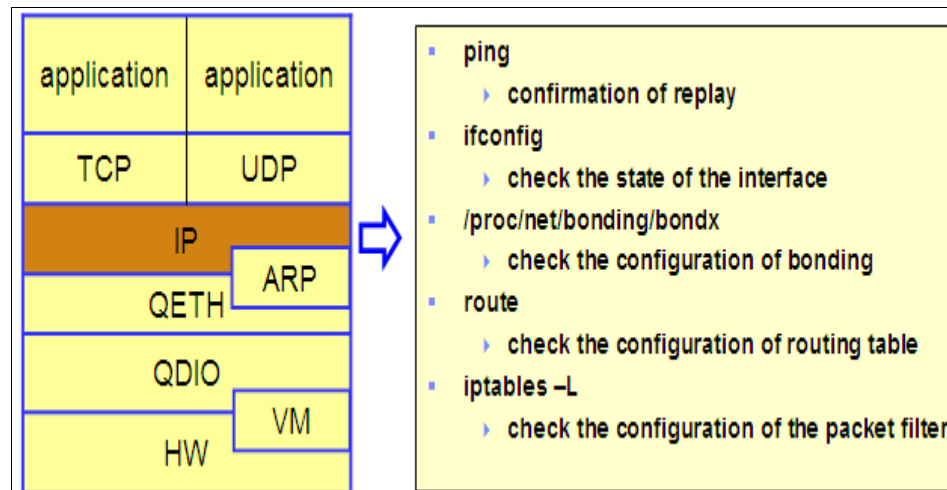 application
application
TCP
UDP
IP
ARP
QETH
QDIO
VM
HW
ping
confirmation of replay
ifconfig
check the state of the interface
/proc/net/bonding/bondx
check the configuration of bonding
route
check the configuration of routing table
iptables –L
check the configuration of the packet filter